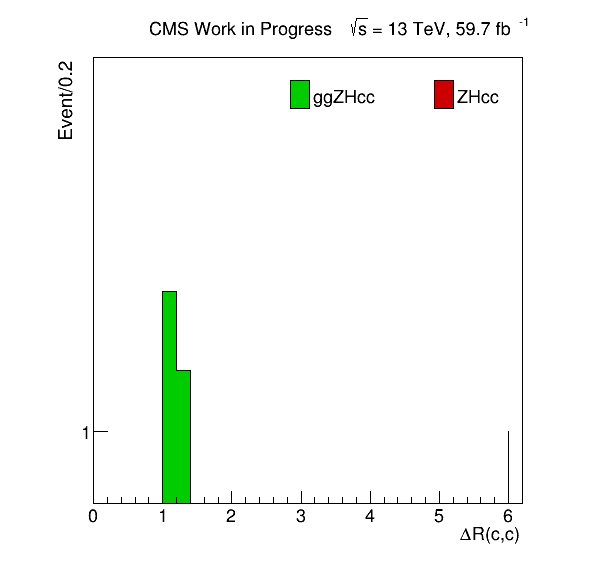 CMS Work in Progress √s = 13 TeV, 59.7 fb⁻¹
Event/0.2
ggZHcc ZHcc
1
0 1 2 3 4 5 6
ΔR(c,c)